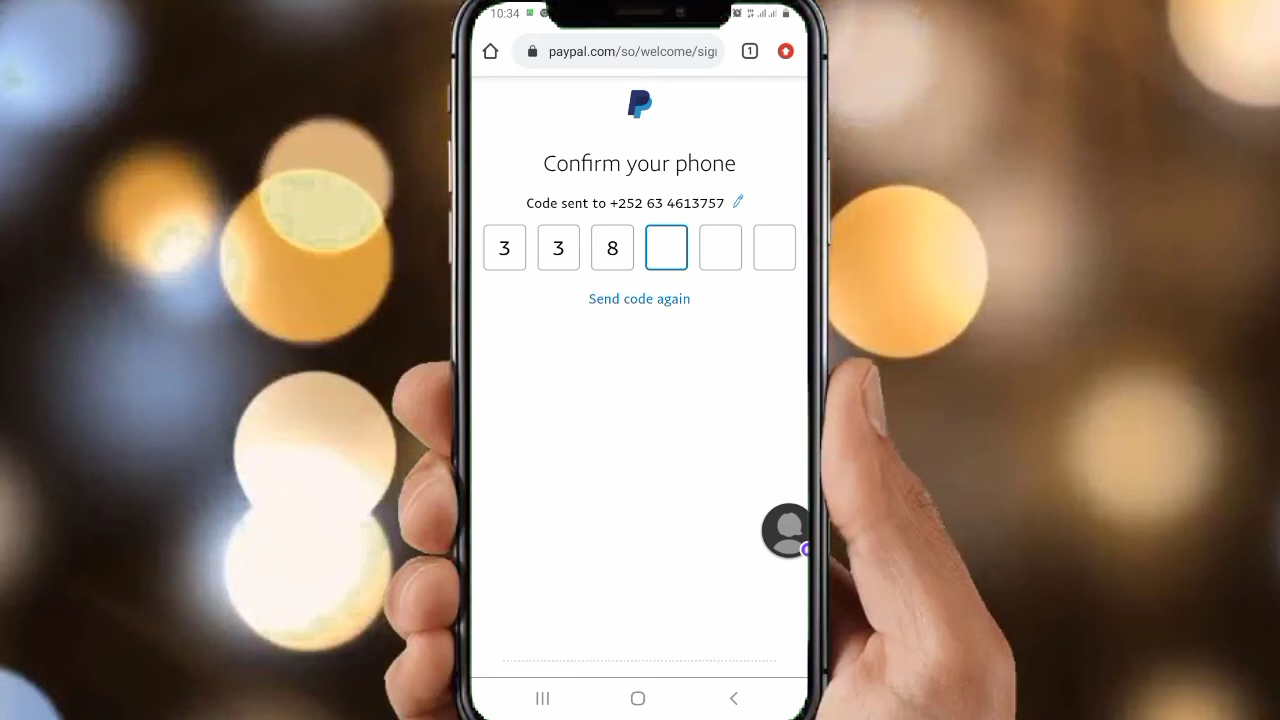 10:34
paypal.com/so/welcome/sig
1
Confirm your phone
Code sent to +252 63 4613757
3 3 8
Send code again